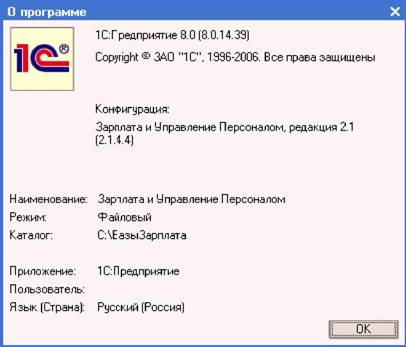 О программе
1С®
1С:Предприятие 8.0 (8.0.14.39)
Copyright © ЗАО "1С", 1996-2006. Все права защищены
Конфигурация:
Зарплата и Управление Персоналом, редакция 2.1
(2.1.4.4)
Наименование: Зарплата и Управление Персоналом
Режим: Файловый
Каталог: C:\БазыЗарплата
Приложение: 1С:Предприятие
Пользователь:
Язык (Страна): Русский (Россия)
OK